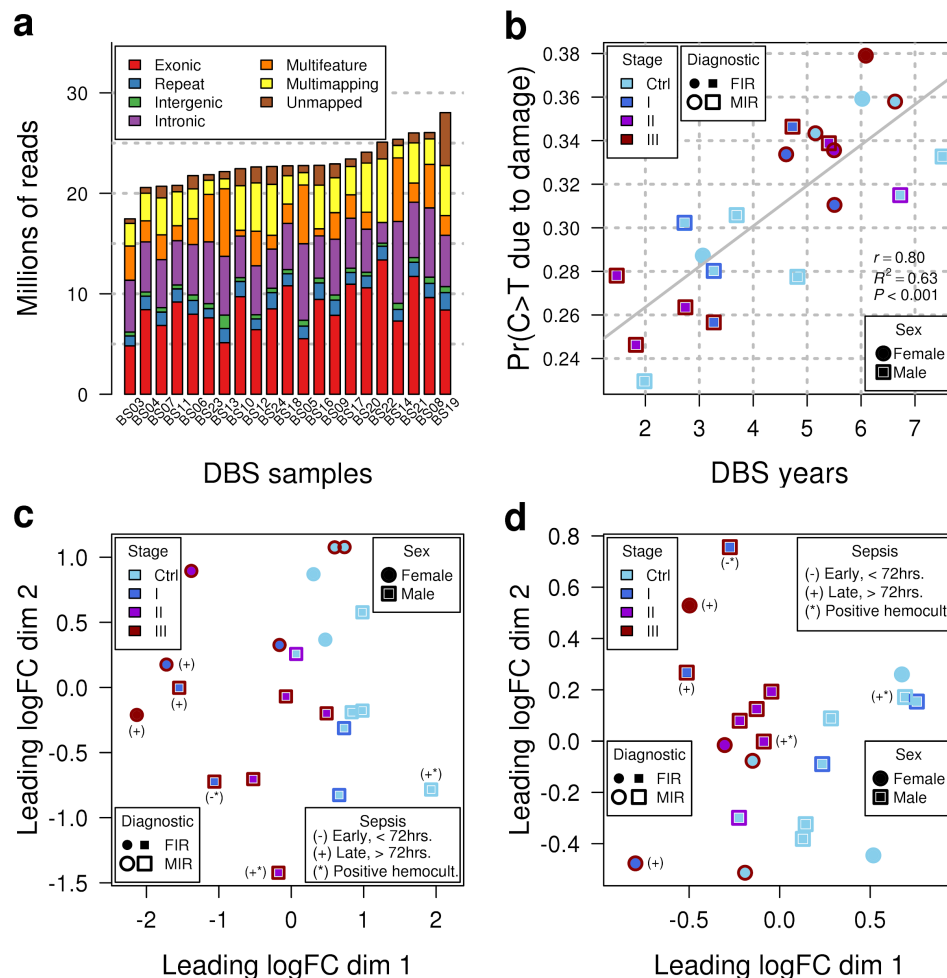 a
Millions of reads
30
20
10
0
Exonic
Repeat
Intergenic
Intronic
Multifeature
Multimapping
Unmapped
BS03 BS04 BS07 BS11 BS06 BS23 BS13 BS10 BS12 BS24 BS18 BS05 BS16 BS09 BS17 BS20 BS22 BS14 BS21 BS08 BS19
DBS samples
b
Pr(C>T due to damage)
0.38
0.36
0.34
0.32
0.30
0.28
0.26
0.24
Stage
Ctrl
I
II
III
Diagnostic
FIR
MIR
r = 0.80
R² = 0.63
P < 0.001
Sex
Female
Male
2 3 4 5 6 7
DBS years
c
Leading logFC dim 2
1.0
0.5
0.0
-0.5
-1.0
-1.5
Stage
Ctrl
I
II
III
Sex
Female
Male
(+)
(+)
(+)
(-*)
(+*)
(+*)
Diagnostic
FIR
MIR
Sepsis
(-) Early, < 72hrs.
(+) Late, > 72hrs.
(*) Positive hemocult.
-2 -1 0 1 2
Leading logFC dim 1
d
Leading logFC dim 2
0.8
0.6
0.4
0.2
0.0
-0.2
-0.4
Stage
Ctrl
I
II
III
Sepsis
(-) Early, < 72hrs.
(+) Late, > 72hrs.
(*) Positive hemocult.
(-*)
(+)
(+)
(+*)
(+*)
(+)
Diagnostic
FIR
MIR
Sex
Female
Male
-0.5 0.0 0.5
Leading logFC dim 1